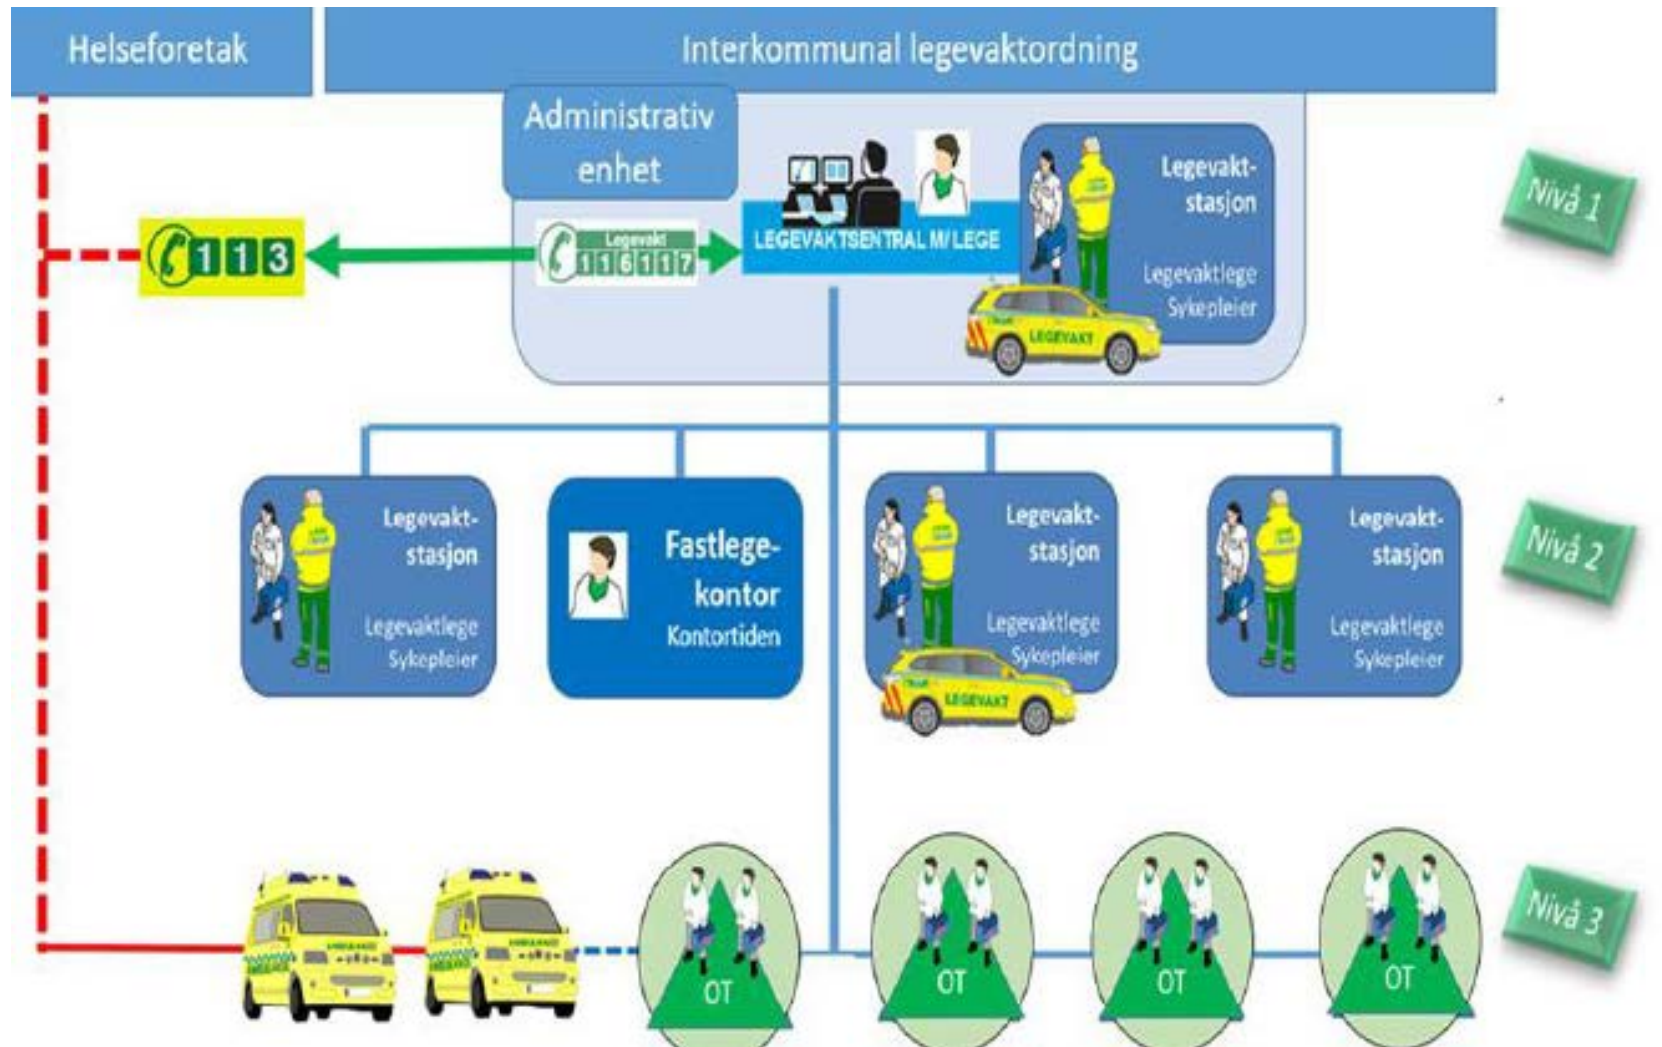 Helseforetak
Interkommunal legevaktordning
Administrativ
enhet
113
Legevakt
116117
LEGEVAKTSENTRAL M/ LEGE
Legevakt-
stasjon
Legevaktlege
Sykepleier
LEGEVAKT
Nivå 1
Legevakt-
stasjon
Legevaktlege
Sykepleier
Fastlege-
kontor
Kontortiden
Legevakt-
stasjon
Legevaktlege
Sykepleier
LEGEVAKT
Legevakt-
stasjon
Legevaktlege
Sykepleier
Nivå 2
AMBULANCE
AMBULANCE
OT
OT
OT
OT
Nivå 3